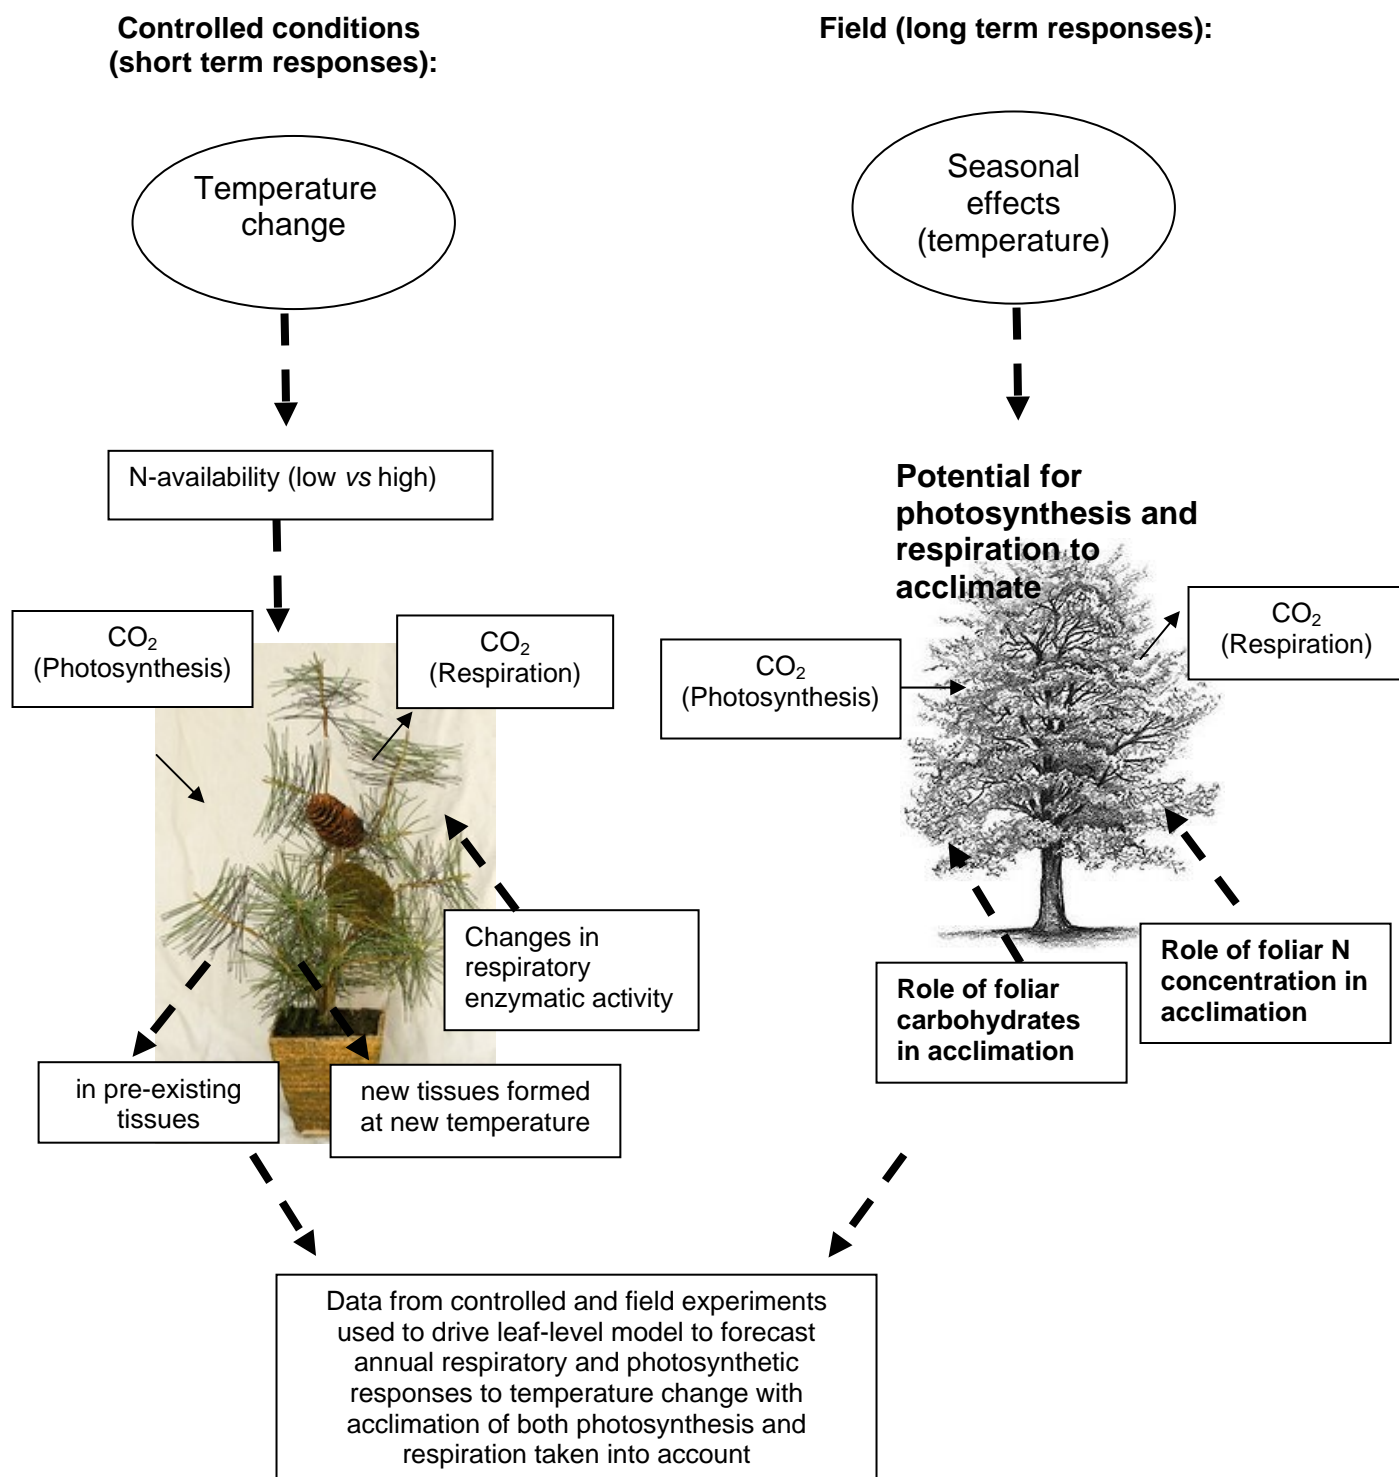 Controlled conditions
(short term responses):
Field (long term responses):
Temperature
change
Seasonal
effects
(temperature)
N-availability (low vs high)
Potential for
photosynthesis and
respiration to
acclimate
CO₂
(Photosynthesis)
CO₂
(Respiration)
CO₂
(Photosynthesis)
CO₂
(Respiration)
Changes in
respiratory
enzymatic activity
in pre-existing
tissues
new tissues formed
at new temperature
Role of foliar
carbohydrates
in acclimation
Role of foliar N
concentration in
acclimation
Data from controlled and field experiments
used to drive leaf-level model to forecast
annual respiratory and photosynthetic
responses to temperature change with
acclimation of both photosynthesis and
respiration taken into account